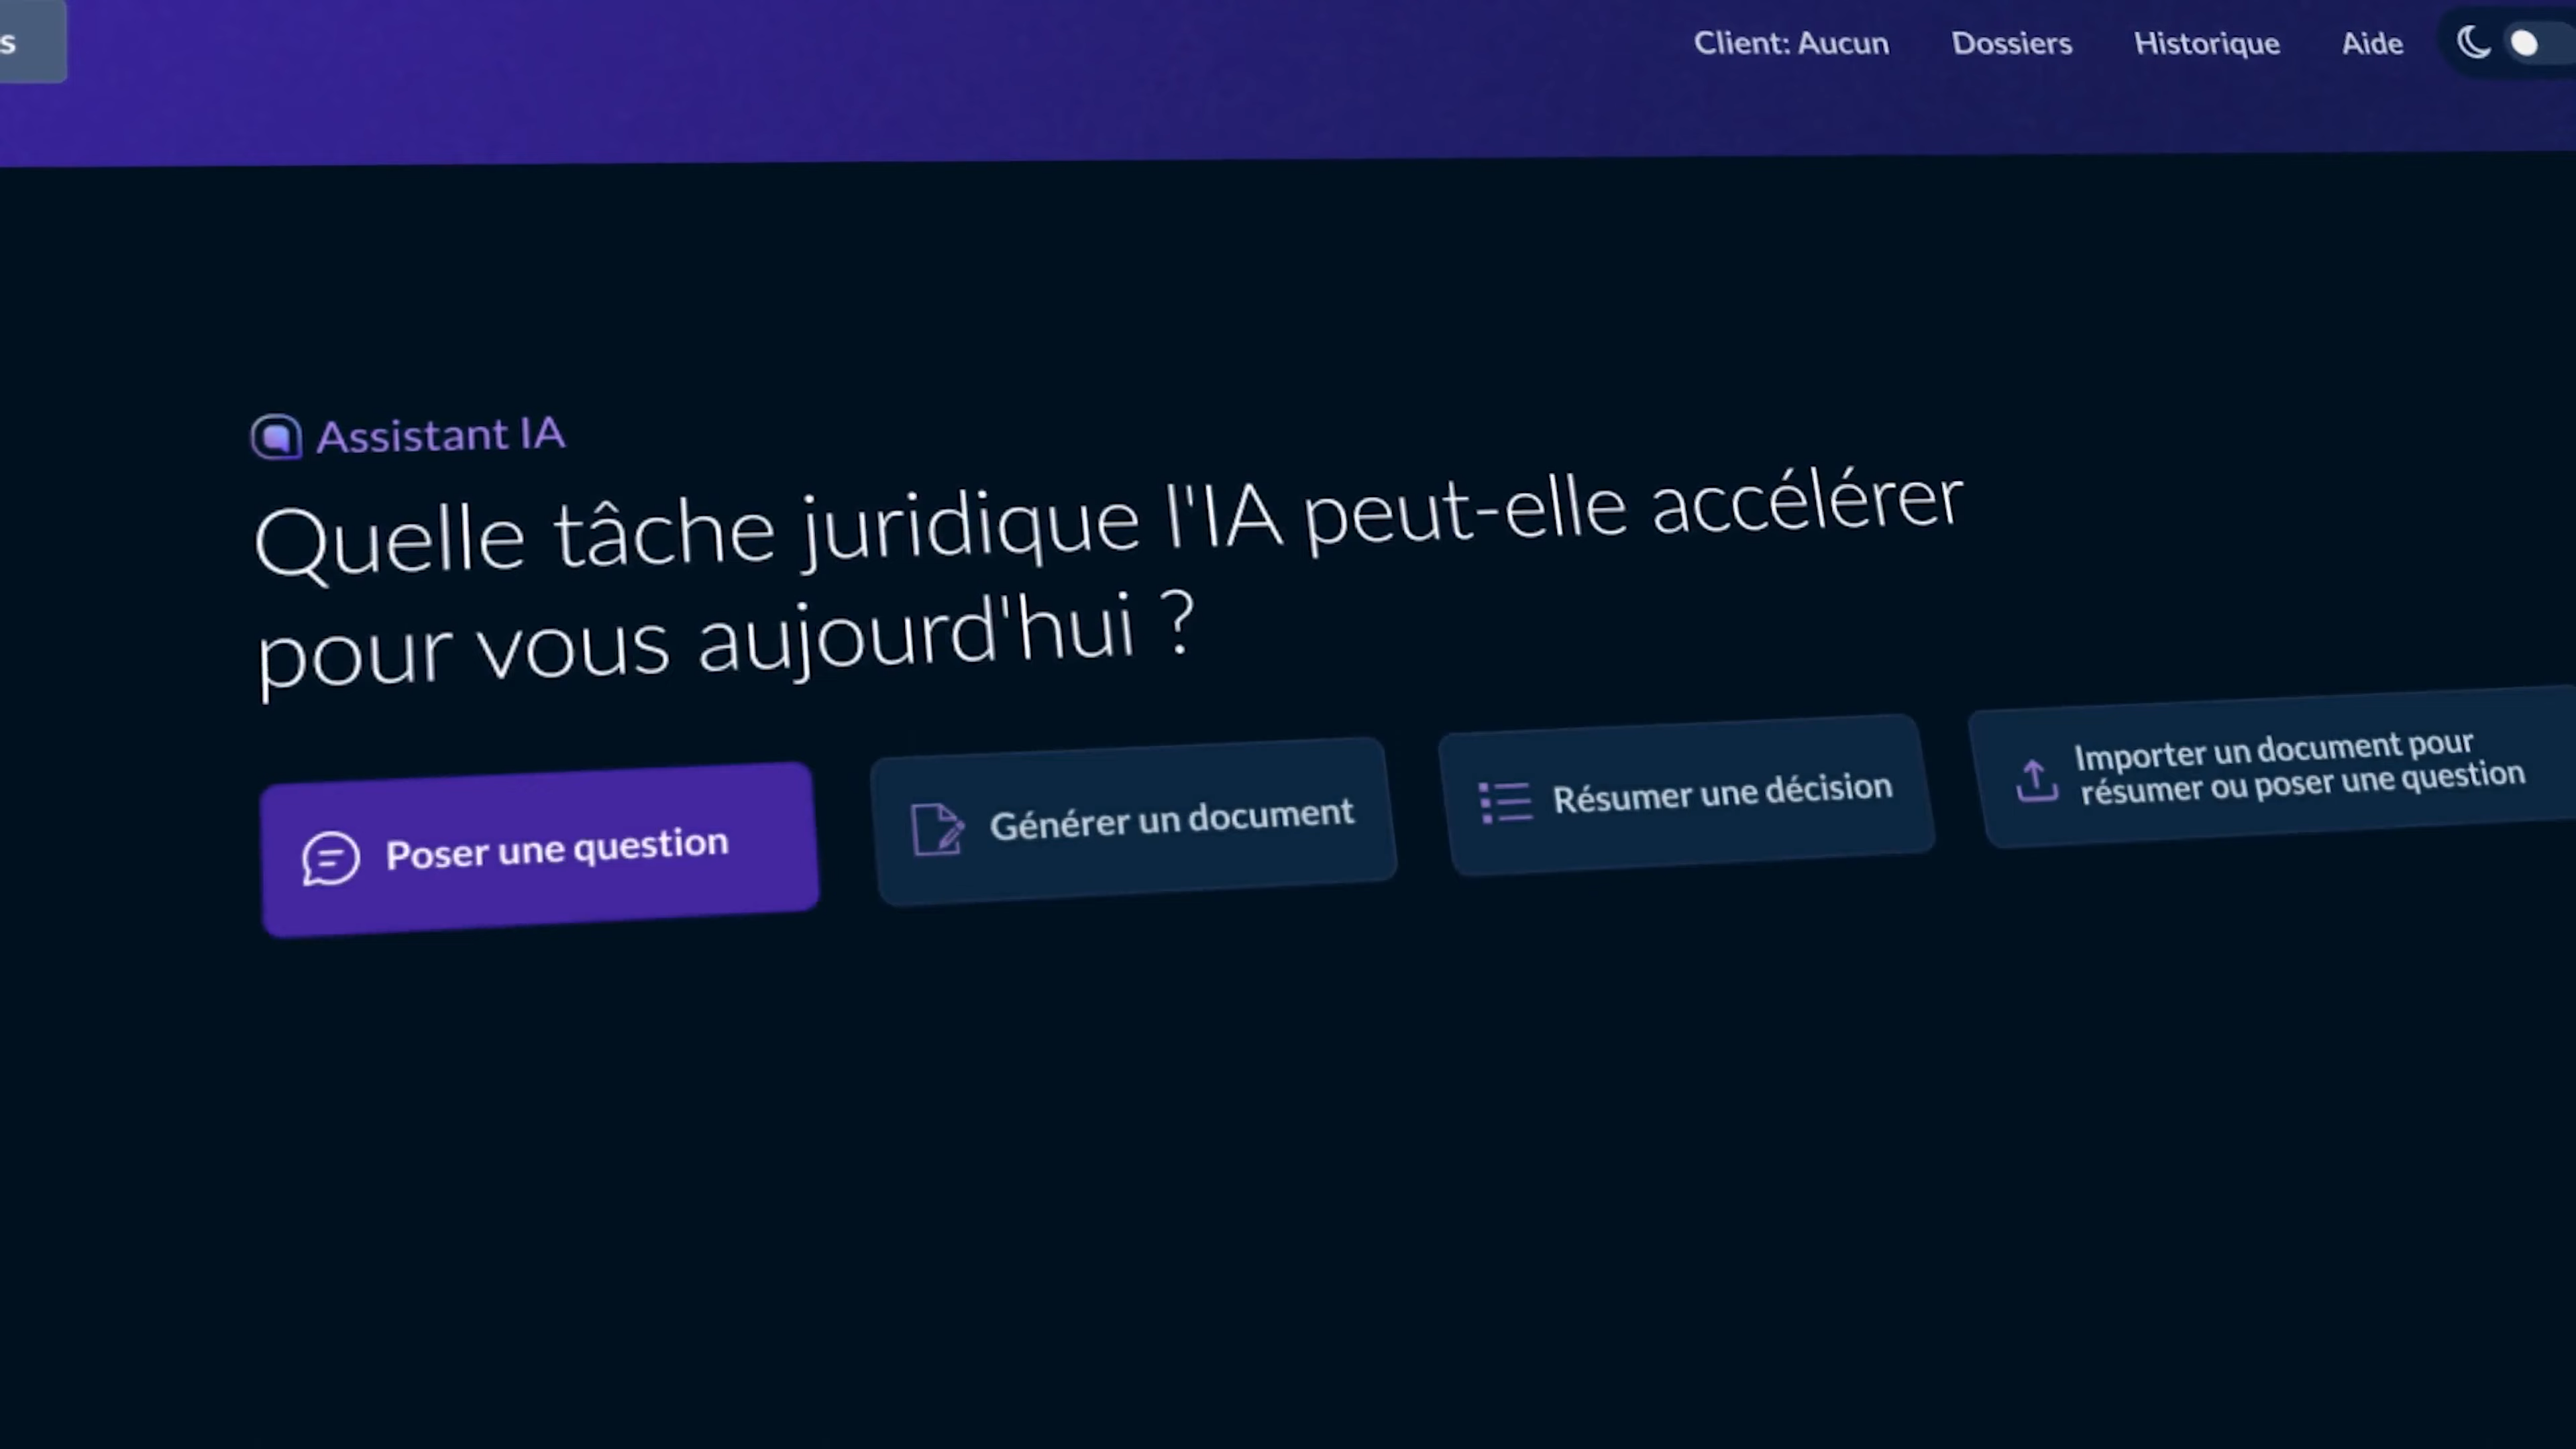 s
Client: Aucun
Dossiers
Historique
Aide
Assistant IA
Quelle tâche juridique l'IA peut-elle accélérer
pour vous aujourd'hui ?
Poser une question
Générer un document
Résumer une décision
Importer un document pour
résumer ou poser une question